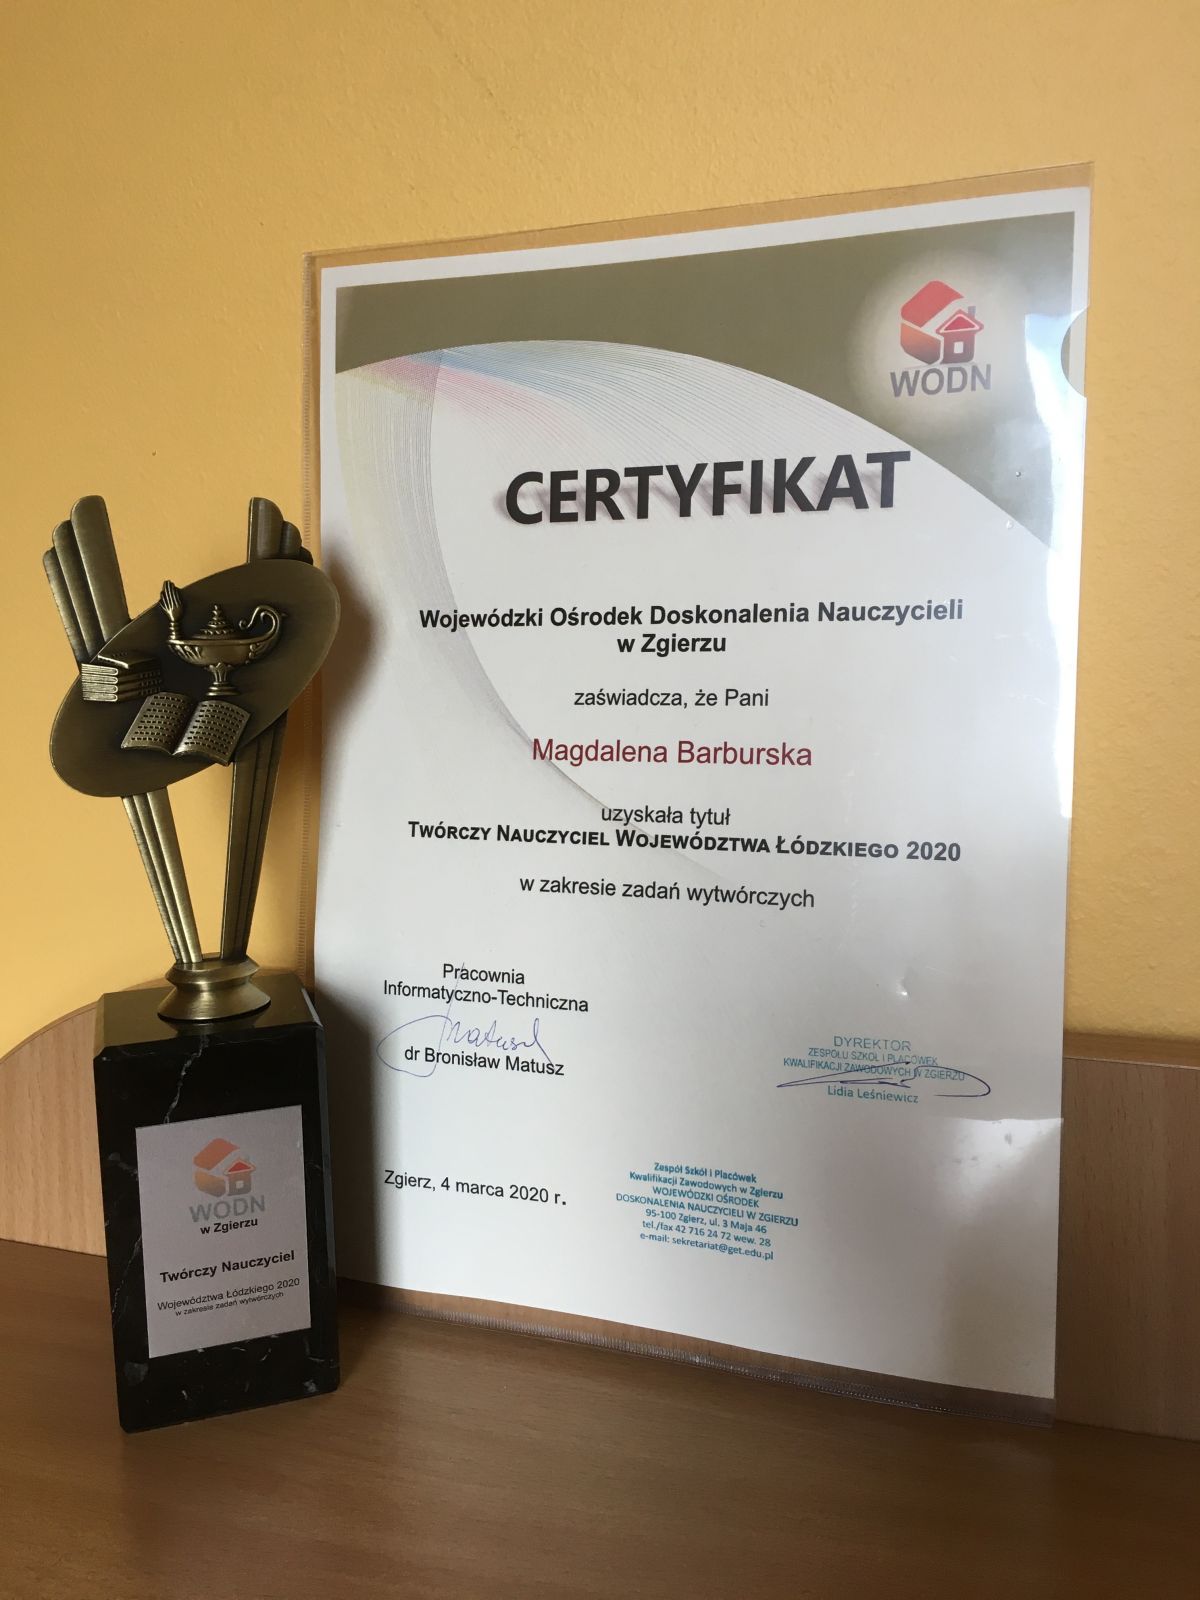 WODN
CERTYFIKAT
Wojewódzki Ośrodek Doskonalenia Nauczycieli
w Zgierzu
zaświadcza, że Pani
Magdalena Barburska
uzyskała tytuł
TWÓRCZY NAUCZYCIEL WOJEWÓDZTWA ŁÓDZKIEGO 2020
w zakresie zadań wytwórczych
Pracownia
Informatyczno-Techniczna
dr Bronisław Matusz
DYREKTOR
ZESPOŁU SZKÓŁ I PLACÓWEK
KWALIFIKACJI ZAWODOWYCH W ZGIERZU
Lidia Leśniewicz
Zgierz, 4 marca 2020 r.
Zespół Szkół i Placówek
Kwalifikacji Zawodowych w Zgierzu
WOJEWÓDZKI OŚRODEK
DOSKONALENIA NAUCZYCIELI W ZGIERZU
95-100 Zgierz, ul. 3 Maja 46
tel./fax 42 716 24 72 wew. 28
e-mail: sekretariat@get.edu.pl
WODN
w Zgierzu
Twórczy Nauczyciel
Województwa Łódzkiego 2020
w zakresie zadań wytwórczych